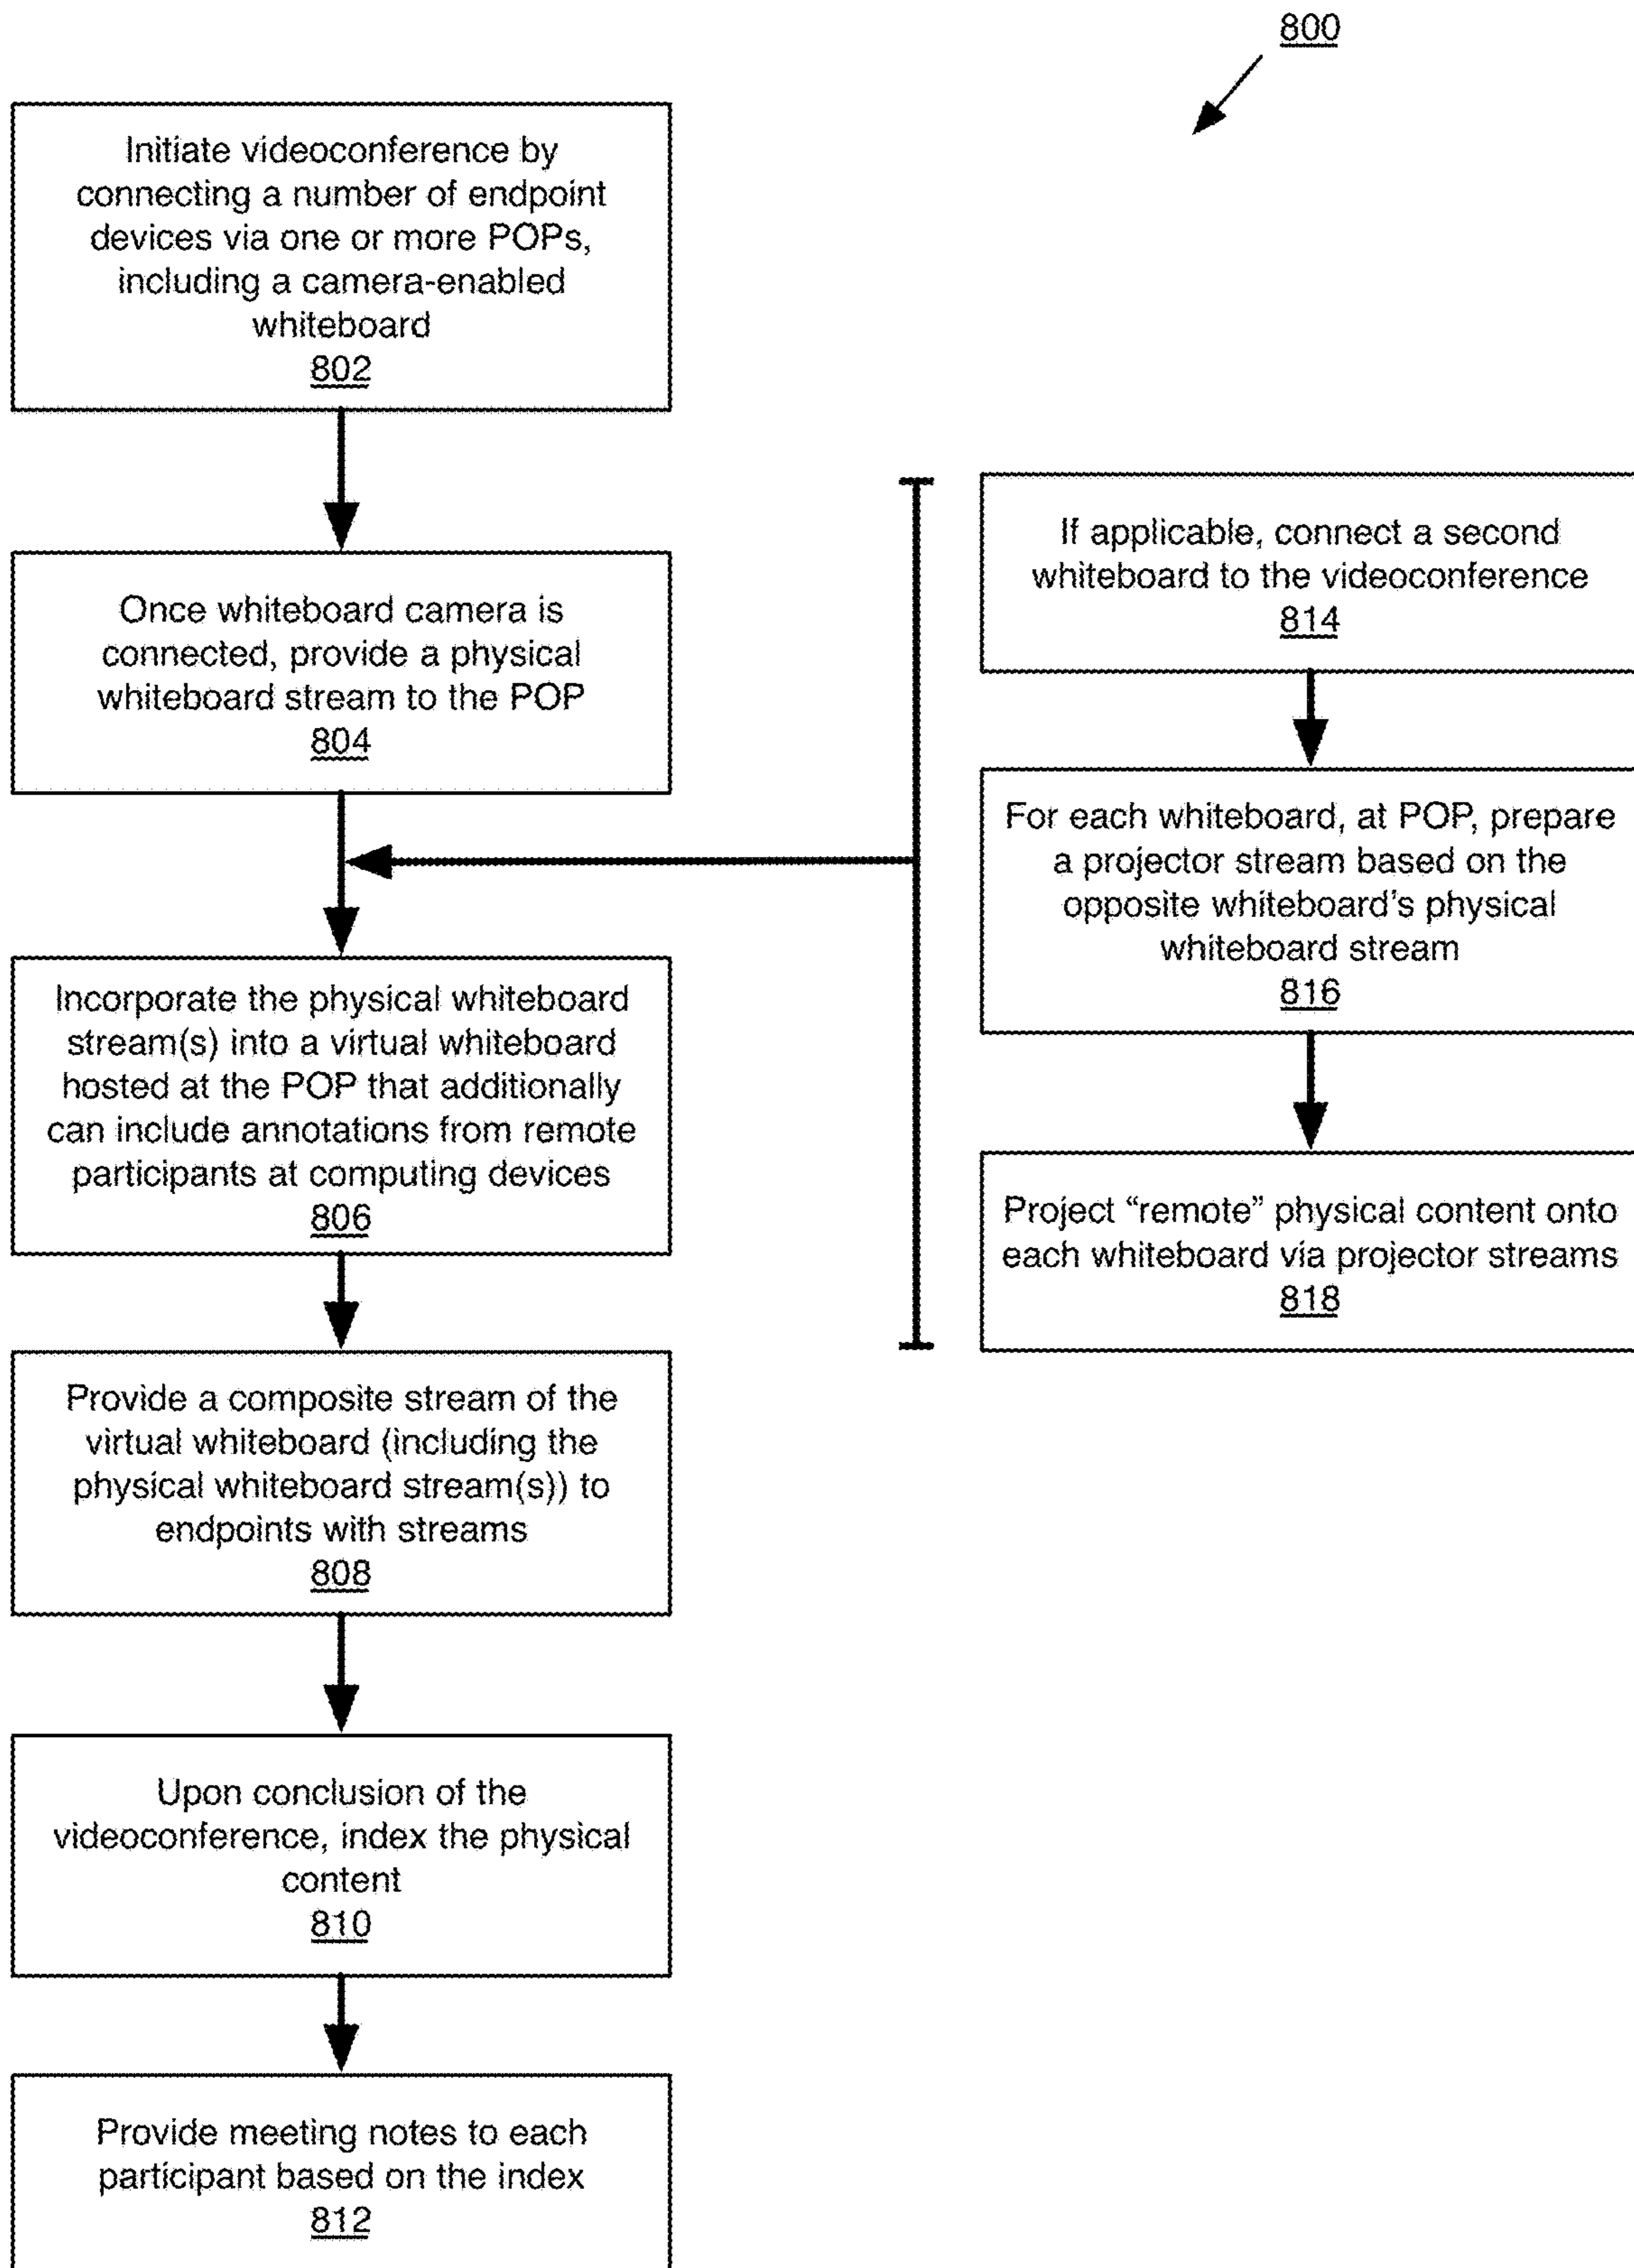 800
Initiate videoconference by
connecting a number of endpoint
devices via one or more POPs,
including a camera-enabled
whiteboard
802
Once whiteboard camera is
connected, provide a physical
whiteboard stream to the POP
804
Incorporate the physical whiteboard
stream(s) into a virtual whiteboard
hosted at the POP that additionally
can include annotations from remote
participants at computing devices
806
Provide a composite stream of the
virtual whiteboard (including the
physical whiteboard stream(s)) to
endpoints with streams
808
Upon conclusion of the
videoconference, index the physical
content
810
Provide meeting notes to each
participant based on the index
812
If applicable, connect a second
whiteboard to the videoconference
814
For each whiteboard, at POP, prepare
a projector stream based on the
opposite whiteboard's physical
whiteboard stream
816
Project “remote” physical content onto
each whiteboard via projector streams
818